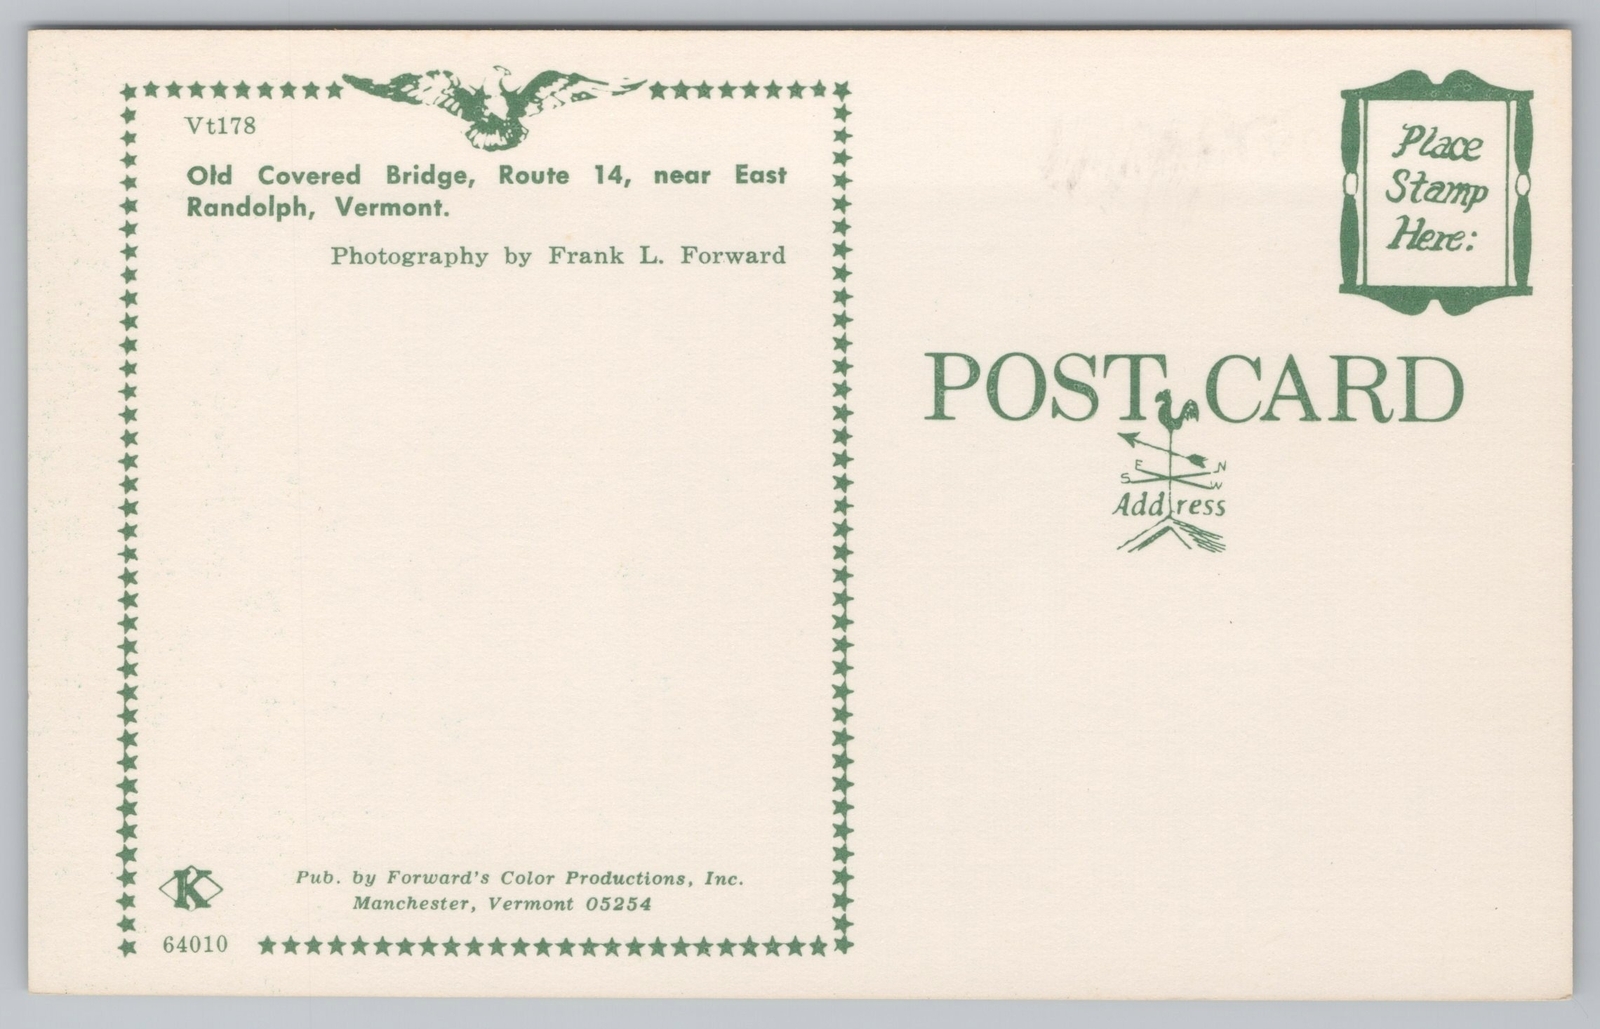 Vt178
Old Covered Bridge, Route 14, near East
Randolph, Vermont.
Photography by Frank L. Forward
Place
Stamp
Here:
POST CARD
E N
S W
Address
K
Pub. by Forward's Color Productions, Inc.
Manchester, Vermont 05254
64010